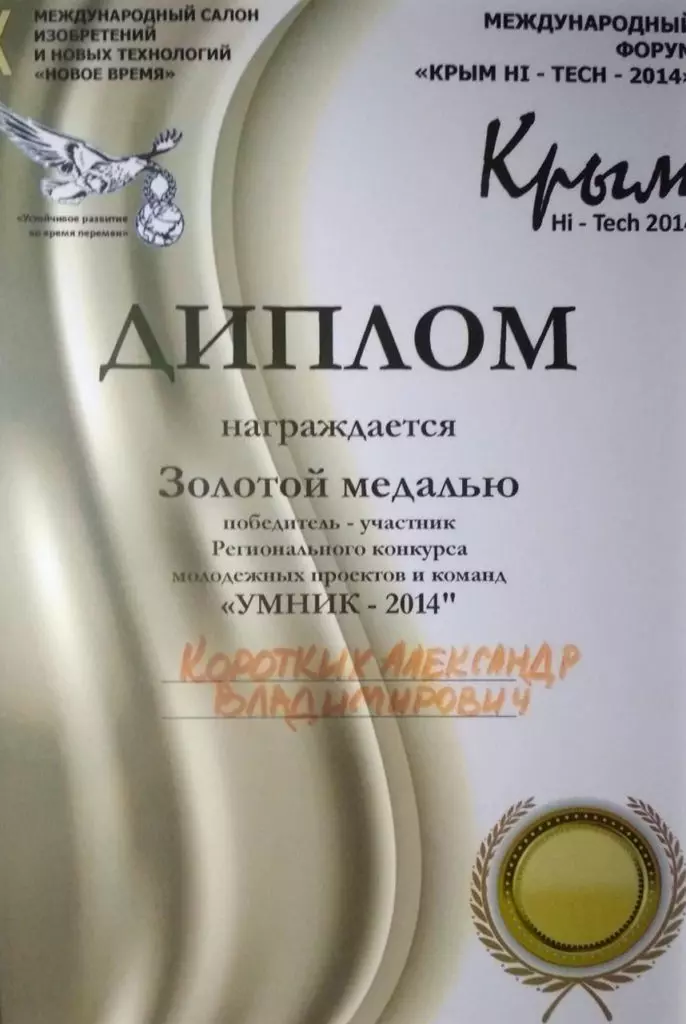 X
МЕЖДУНАРОДНЫЙ САЛОН
ИЗОБРЕТЕНИЙ
И НОВЫХ ТЕХНОЛОГИЙ
«НОВОЕ ВРЕМЯ»
«Устойчивое развитие
во время перемен»
МЕЖДУНАРОДНЫЙ
ФОРУМ
«КРЫМ HI - TECH - 2014»
Крым
Hi - Tech 2014
ДИПЛОМ
награждается
Золотой медалью
победитель - участник
Регионального конкурса
молодежных проектов и команд
«УМНИК - 2014"
КОРОТКИХ АЛЕКСАНДР
ВЛАДИМИРОВИЧ